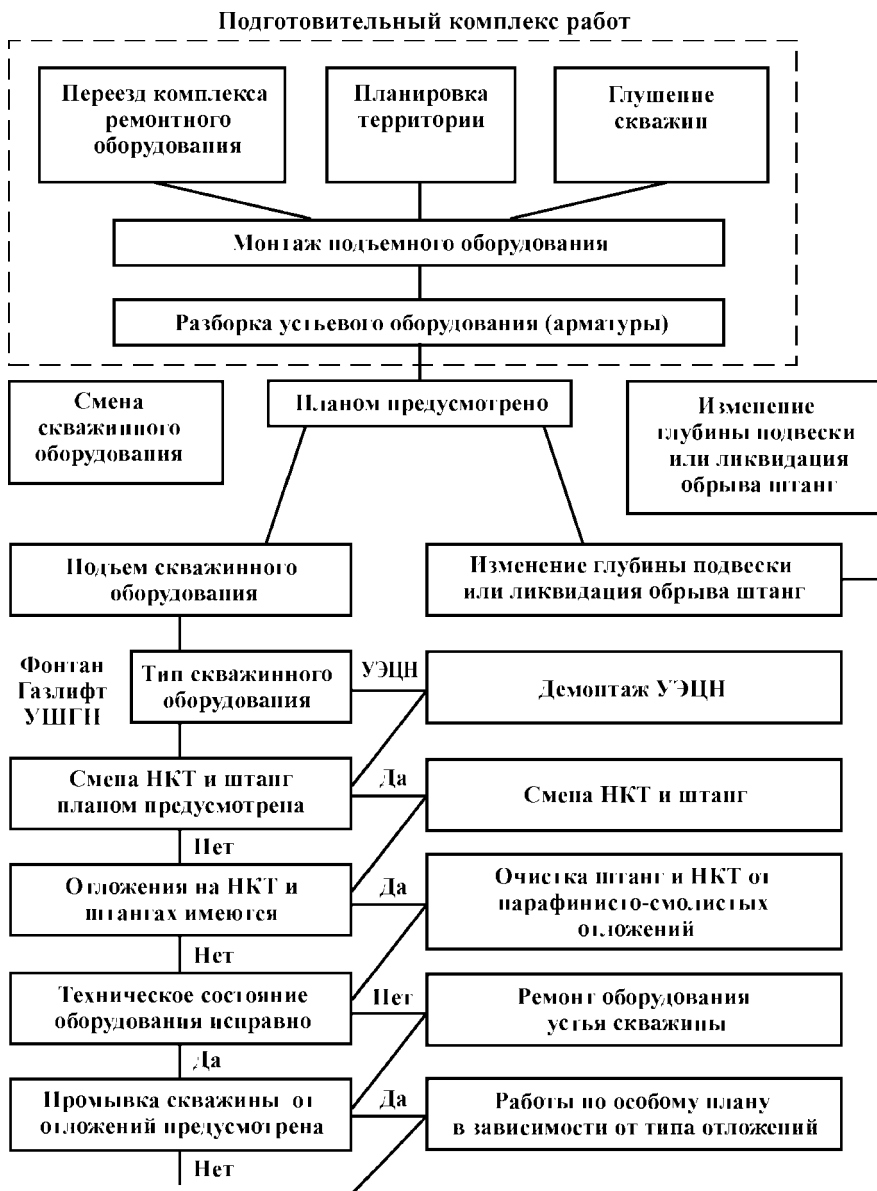 Подготовительный комплекс работ
Переезд комплекса
ремонтного
оборудования
Планировка
территории
Глушение
скважин
Монтаж подъемного оборудования
Разборка устьевого оборудования (арматуры)
Смена
скважинного
оборудования
Планом предусмотрено
Изменение
глубины подвески
или ликвидация
обрыва штанг
Подъем скважинного
оборудования
Изменение глубины подвески
или ликвидация обрыва штанг
Фонтан
Газлифт
УШГН
Тип скважинного
оборудования
УЭЦН
Демонтаж УЭЦН
Смена НКТ и штанг
планом предусмотрена
Да
Смена НКТ и штанг
Нет
Отложения на НКТ и
штангах имеются
Да
Очистка штанг и НКТ от
парафинисто-смолистых
отложений
Нет
Техническое состояние
оборудования исправно
Нет
Ремонт оборудования
устья скважины
Да
Промывка скважины от
отложений предусмотрена
Да
Работы по особому плану
в зависимости от типа отложений
Нет